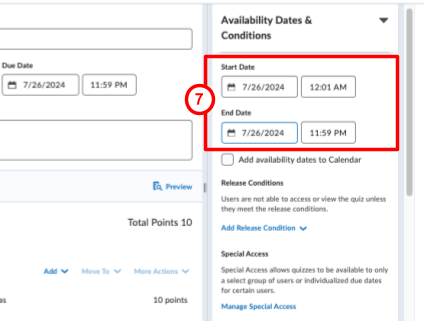 Availability Dates &
Conditions
Due Date
7/26/2024
11:59 PM
Start Date
7/26/2024
12:01 AM
7
End Date
7/26/2024
11:59 PM
Add availability dates to Calendar
Preview
Release Conditions
Users are not able to access or view the quiz unless
they meet the release conditions.
Total Points 10
Add Release Condition
Special Access
Add
Move To
More Actions
Special Access allows quizzes to be available to only
a select group of users or individualized due dates
for certain users.
as
10 points
Manage Special Access